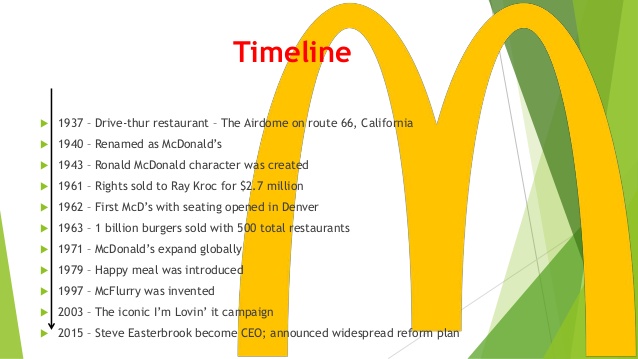 Timeline
1937 – Drive-thur restaurant – The Airdome on route 66, California
1940 – Renamed as McDonald’s
1943 – Ronald McDonald character was created
1961 – Rights sold to Ray Kroc for $2.7 million
1962 – First McD’s with seating opened in Denver
1963 – 1 billion burgers sold with 500 total restaurants
1971 – McDonald’s expand globally
1979 – Happy meal was introduced
1997 – McFlurry was invented
2003 – The iconic I’m Lovin’ it campaign
2015 – Steve Easterbrook become CEO; announced widespread reform plan